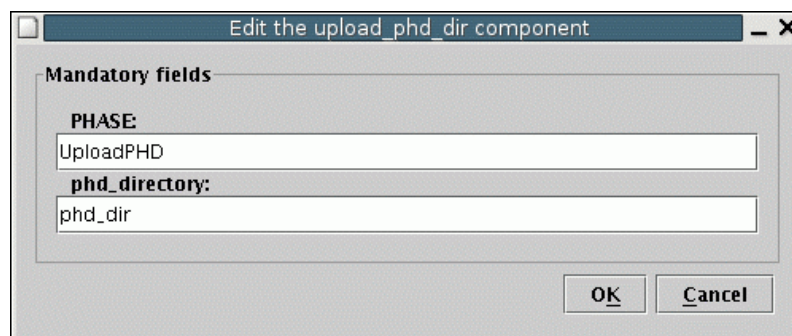 Edit the upload_phd_dir component
Mandatory fields
PHASE:
UploadPHD
phd_directory:
phd_dir
OK Cancel